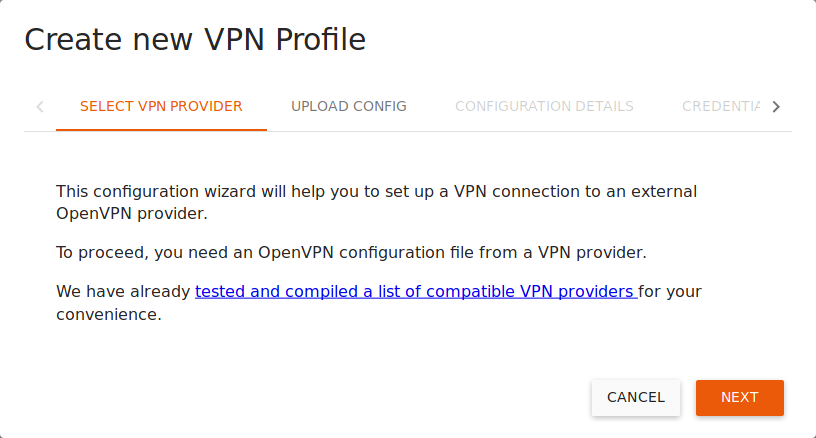 Create new VPN Profile
SELECT VPN PROVIDER
UPLOAD CONFIG
CONFIGURATION DETAILS
CREDENTIA
This configuration wizard will help you to set up a VPN connection to an external
OpenVPN provider.
To proceed, you need an OpenVPN configuration file from a VPN provider.
We have already tested and compiled a list of compatible VPN providers for your
convenience.
CANCEL
NEXT